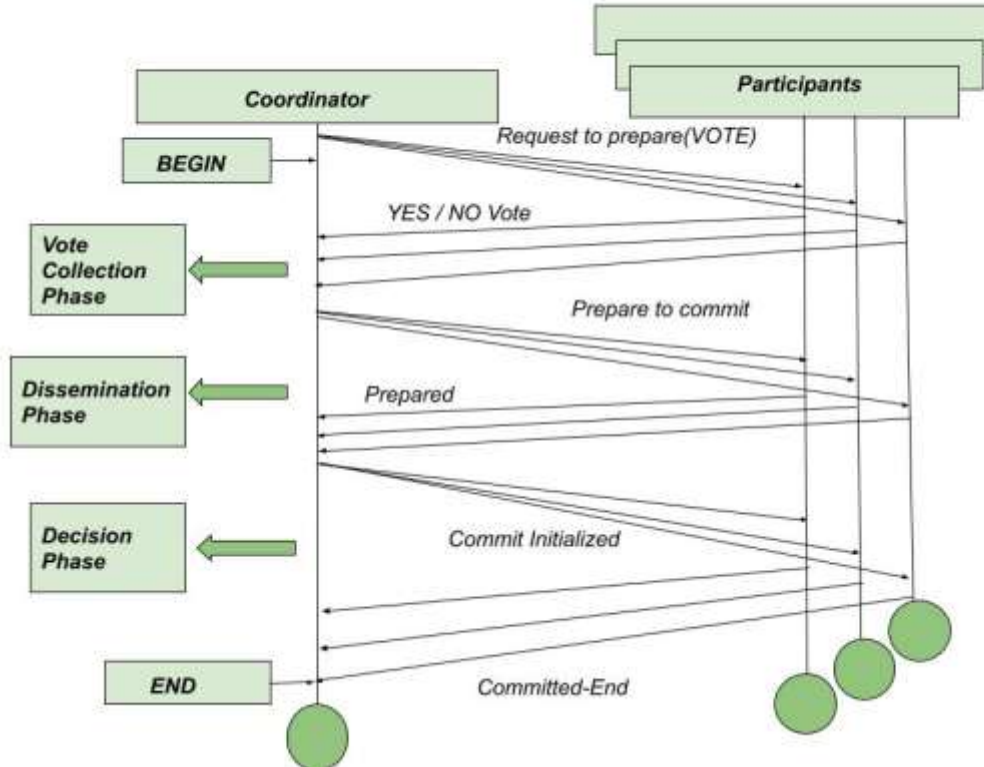 Coordinator
Participants
Request to prepare(VOTE)
BEGIN
YES / NO Vote
Vote
Collection
Phase
Prepare to commit
Dissemination
Phase
Prepared
Decision
Phase
Commit Initialized
END
Committed-End